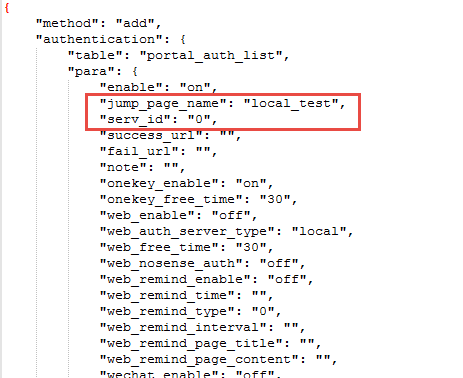 {
"method": "add",
"authentication": {
"table": "portal_auth_list",
"para": {
"enable": "on",
"jump_page_name": "local_test",
"serv_id": "0",
"success_url": "",
"fail_url": "",
"note": "",
"onekey_enable": "on",
"onekey_free_time": "30",
"web_enable": "off",
"web_auth_server_type": "local",
"web_free_time": "30",
"web_nosense_auth": "off",
"web_remind_enable": "off",
"web_remind_time": "",
"web_remind_type": "0",
"web_remind_interval": "",
"web_remind_page_title": "",
"web_remind_page_content": "",
"wechat_enable": "off",